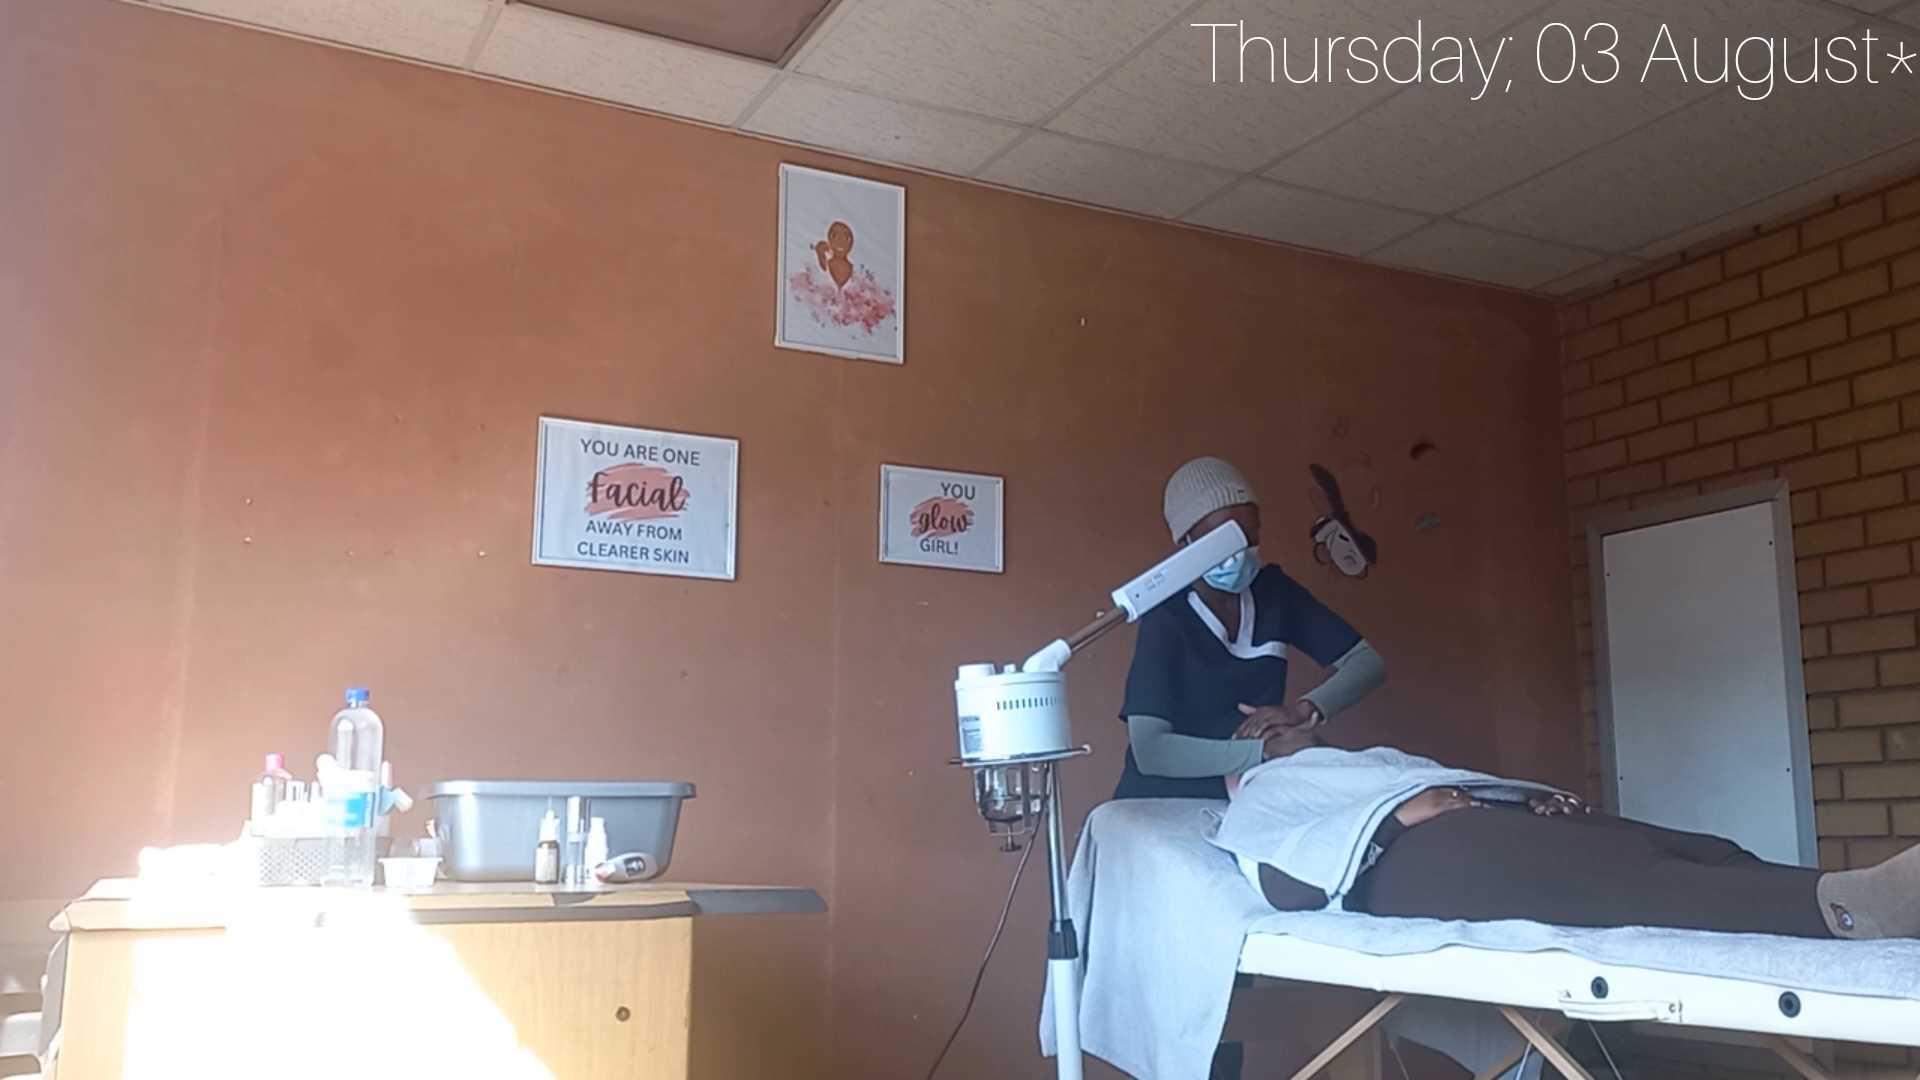 Thursday; 03 August*
YOU ARE ONE
Facial
AWAY FROM
CLEARER SKIN
YOU
glow
GIRL!